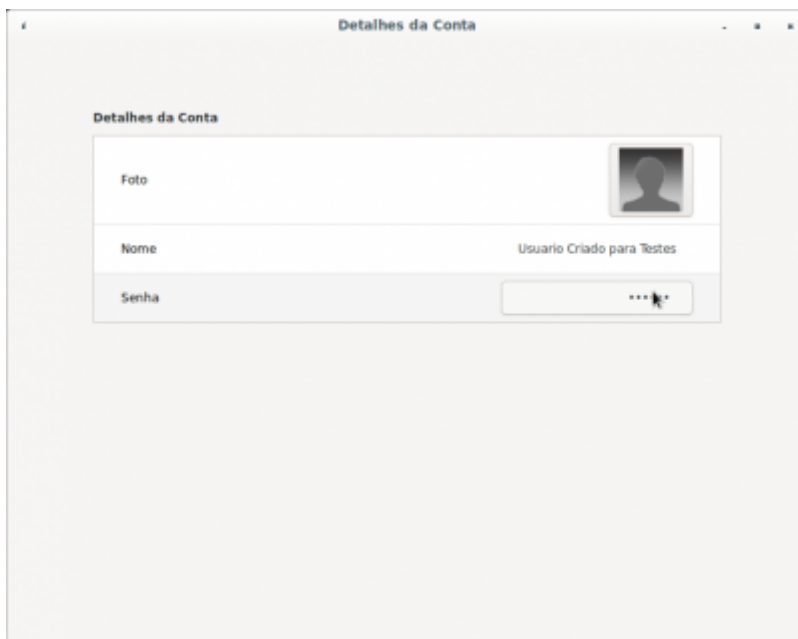 Detalhes da Conta
Detalhes da Conta
Foto
Nome Usuario Criado para Testes
Senha